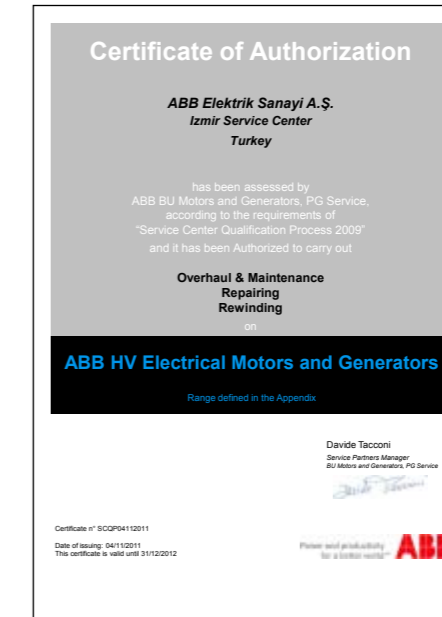 Certificate of Authorization
ABB Elektrik Sanayi A.Ş.
Izmir Service Center
Turkey
has been assessed by
ABB BU Motors and Generators, PG Service,
according to the requirements of
“Service Center Qualification Process 2009”
and it has been Authorized to carry out
Overhaul & Maintenance
Repairing
Rewinding
on
ABB HV Electrical Motors and Generators
Range defined in the Appendix
Davide Tacconi
Service Partners Manager
BU Motors and Generators, PG Service
Davide Tacconi
Certificate n° SCQP04112011
Date of issuing: 04/11/2011
This certificate is valid until 31/12/2012
Power and productivity
for a better world™
ABB